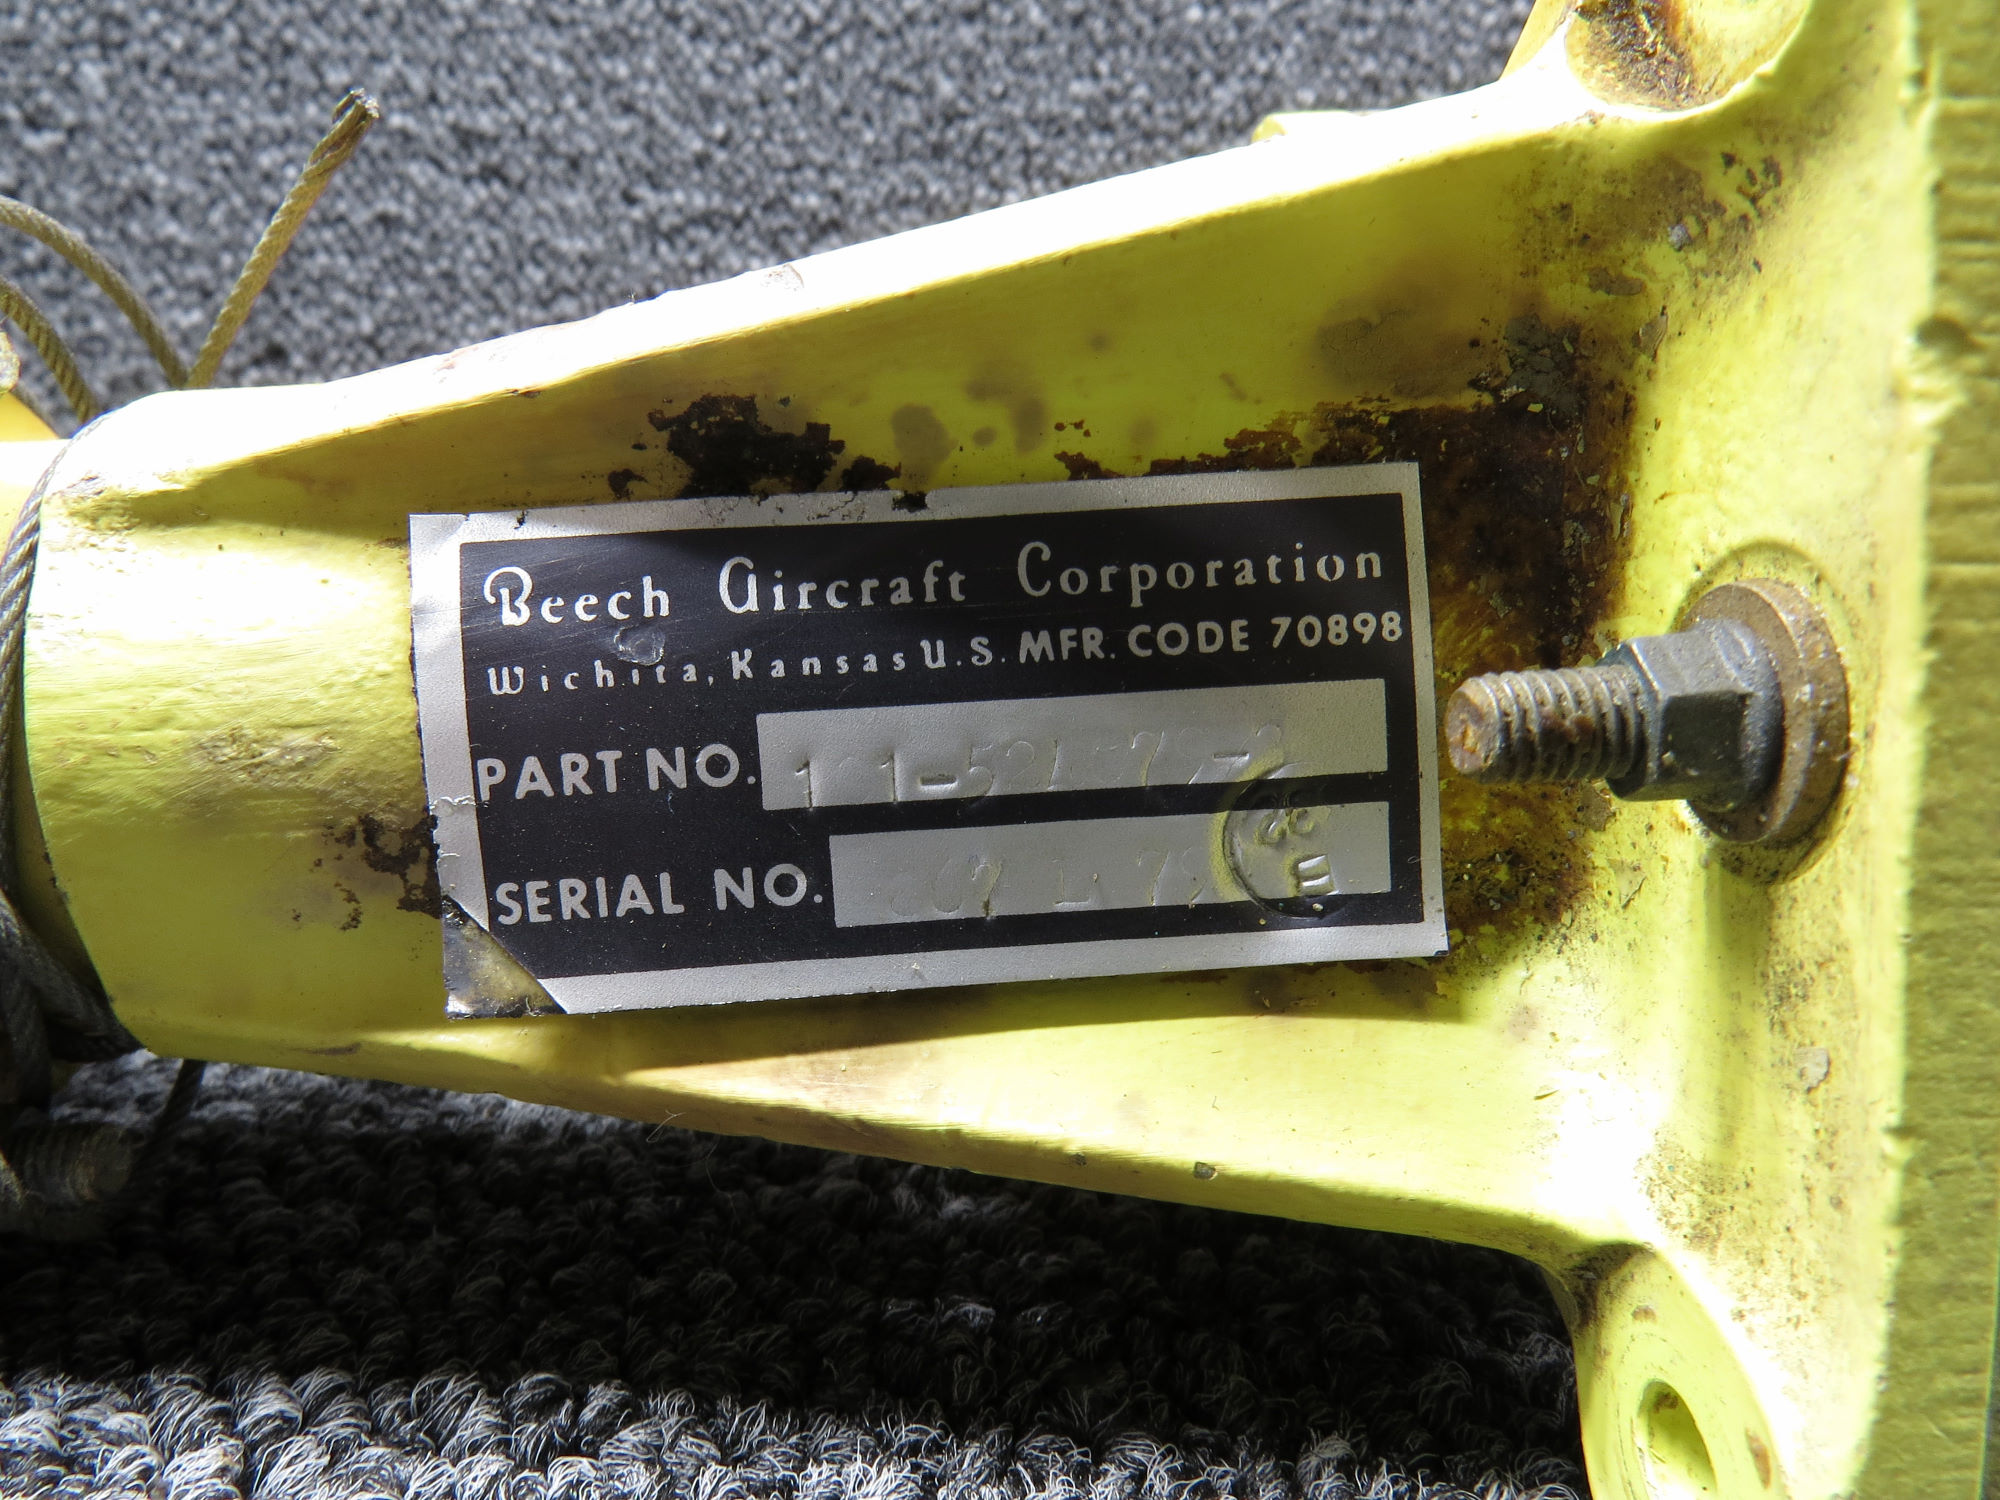 Beech Aircraft Corporation
Wichita, Kansas U.S. MFR. CODE 70898
PART NO.
SERIAL NO.